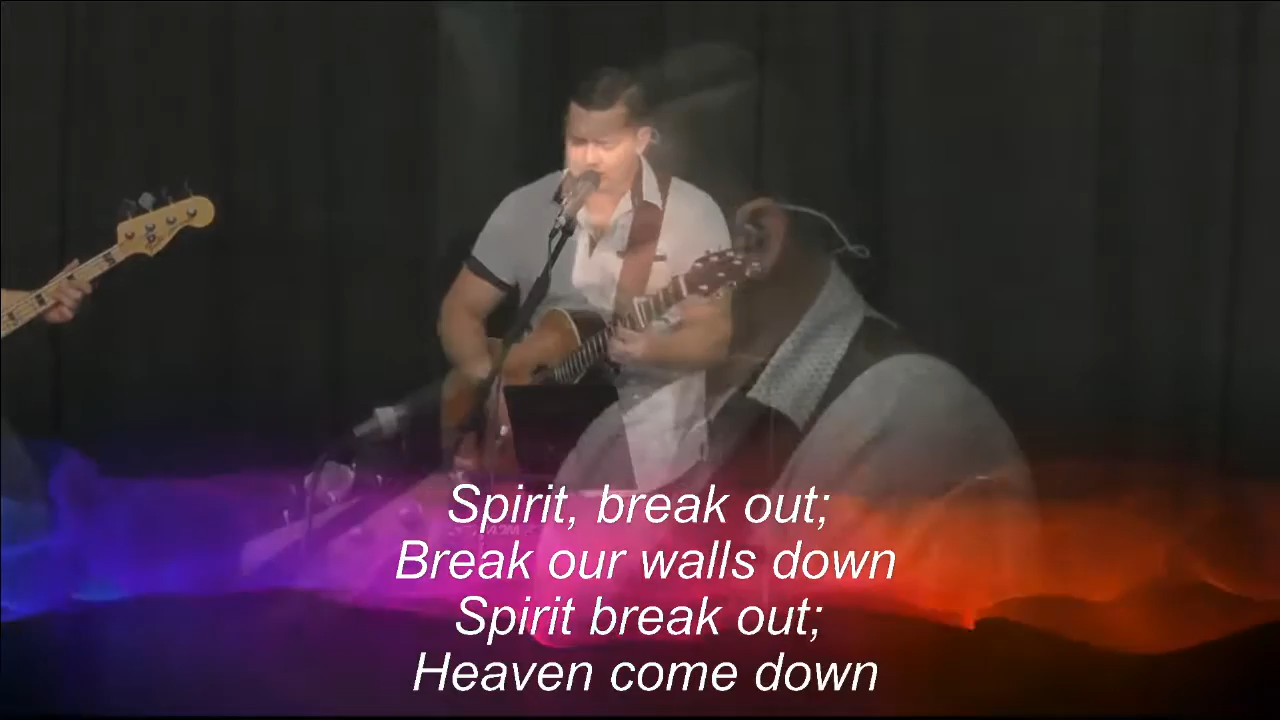 Spirit, break out;
Break our walls down
Spirit break out;
Heaven come down